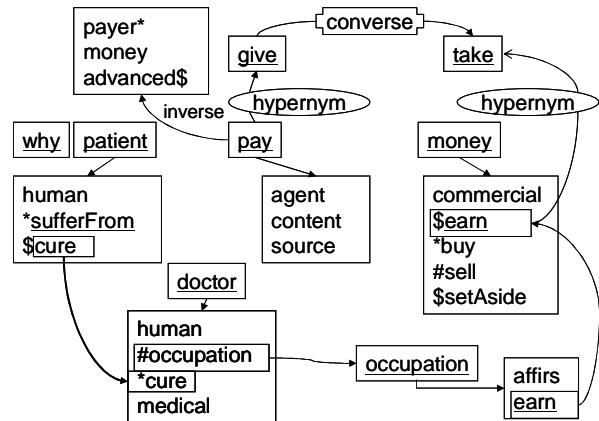 converse
payer*
money
advanced$
give
take
inverse
hypernym
hypernym
why
patient
pay
money
human
*sufferFrom
$cure
agent
content
source
commercial
$earn
*buy
#sell
$setAside
doctor
human
#occupation
*cure
medical
occupation
affirs
earn